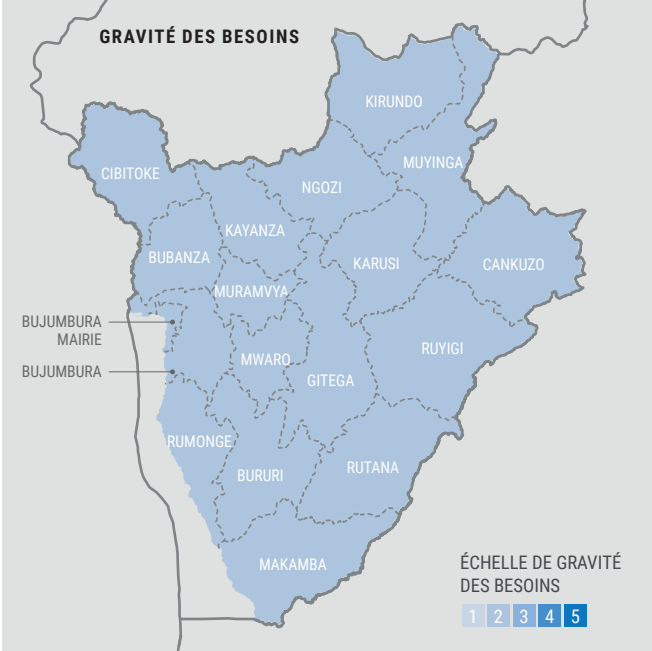 GRAVITÉ DES BESOINS
KIRUNDO
MUYINGA
CIBITOKE
NGOZI
KAYANZA
BUBANZA
KARUSI
CANKUZO
MURAMVYA
BUJUMBURA
MAIRIE
RUYIGI
MWARO
BUJUMBURA
GITEGA
RUMONGE
RUTANA
BURURI
MAKAMBA
ÉCHELLE DE GRAVITÉ
DES BESOINS
1 2 3 4 5